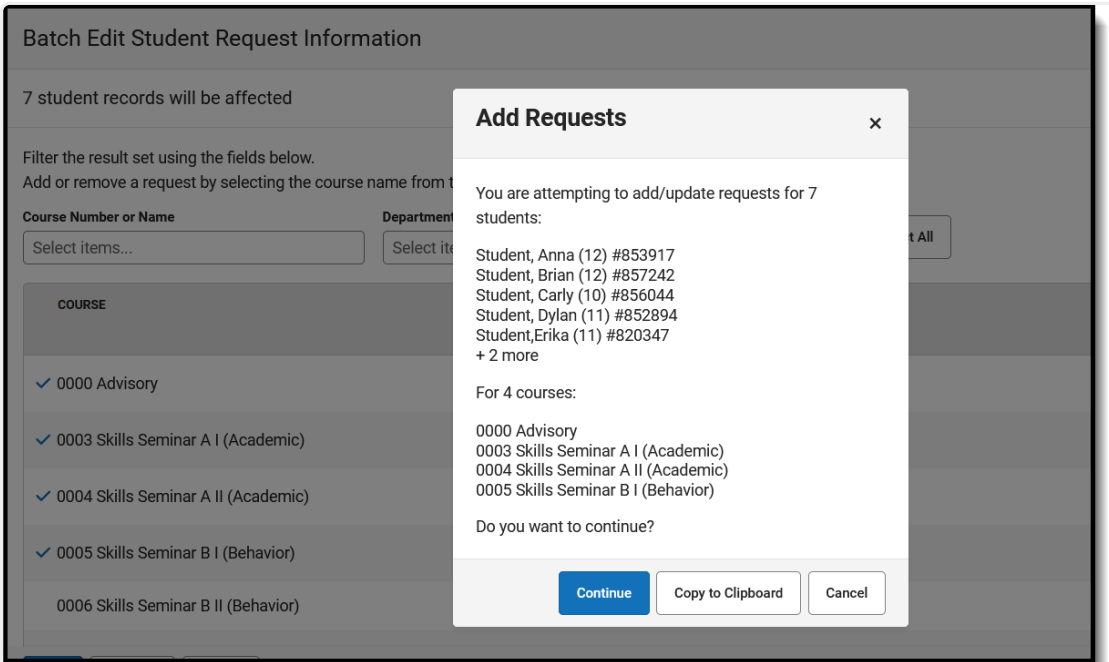 Batch Edit Student Request Information
7 student records will be affected
Filter the result set using the fields below.
Add or remove a request by selecting the course name from
Course Number or Name
Department
Select items...
Select
All
COURSE
0000 Advisory
0003 Skills Seminar A I (Academic)
0004 Skills Seminar A II (Academic)
0005 Skills Seminar B I (Behavior)
0006 Skills Seminar B II (Behavior)
Add Requests
×
You are attempting to add/update requests for 7
students:
Student, Anna (12) #853917
Student, Brian (12) #857242
Student, Carly (10) #856044
Student, Dylan (11) #852894
Student,Erika (11) #820347
+ 2 more
For 4 courses:
0000 Advisory
0003 Skills Seminar A I (Academic)
0004 Skills Seminar A II (Academic)
0005 Skills Seminar B I (Behavior)
Do you want to continue?
Continue
Copy to Clipboard
Cancel